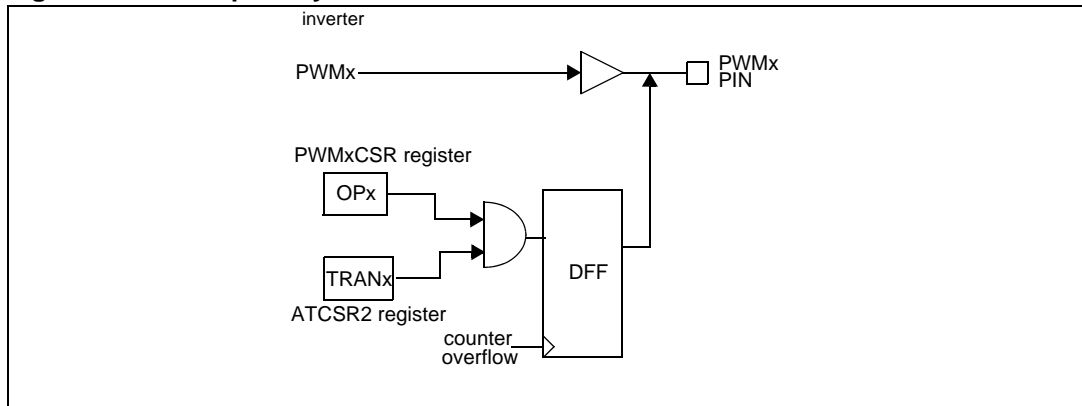 inverter
PWMx
PWMx
PIN
PWMxCSR register
OPx
TRANx
DFF
ATCSR2 register
counter
overflow